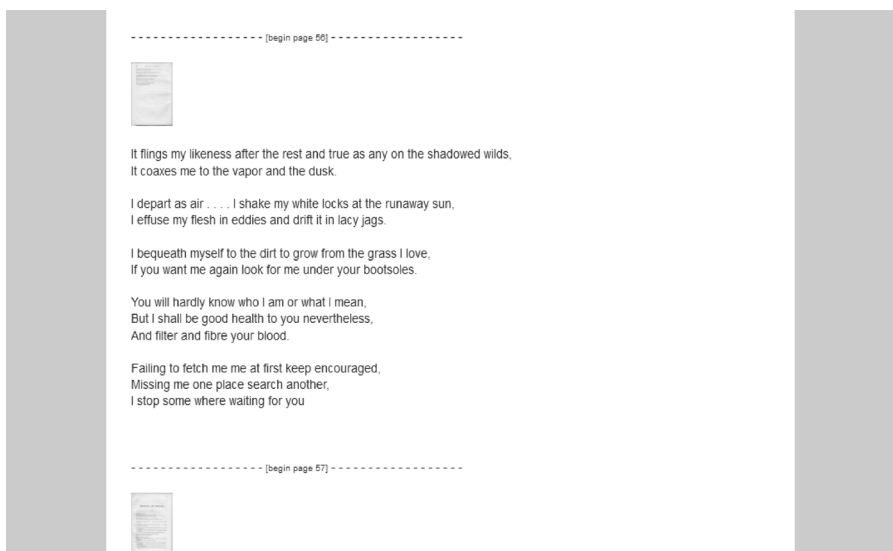 - - - - - - - - - - - - - - - - - - [begin page 56] - - - - - - - - - - - - - - - - - -
It flings my likeness after the rest and true as any on the shadowed wilds,
It coaxes me to the vapor and the dusk.
I depart as air . . . . I shake my white locks at the runaway sun,
I effuse my flesh in eddies and drift it in lacy jags.
I bequeath myself to the dirt to grow from the grass I love,
If you want me again look for me under your bootsoles.
You will hardly know who I am or what I mean,
But I shall be good health to you nevertheless,
And filter and fibre your blood.
Failing to fetch me me at first keep encouraged,
Missing me one place search another,
I stop some where waiting for you
- - - - - - - - - - - - - - - - - - [begin page 57] - - - - - - - - - - - - - - - - - -